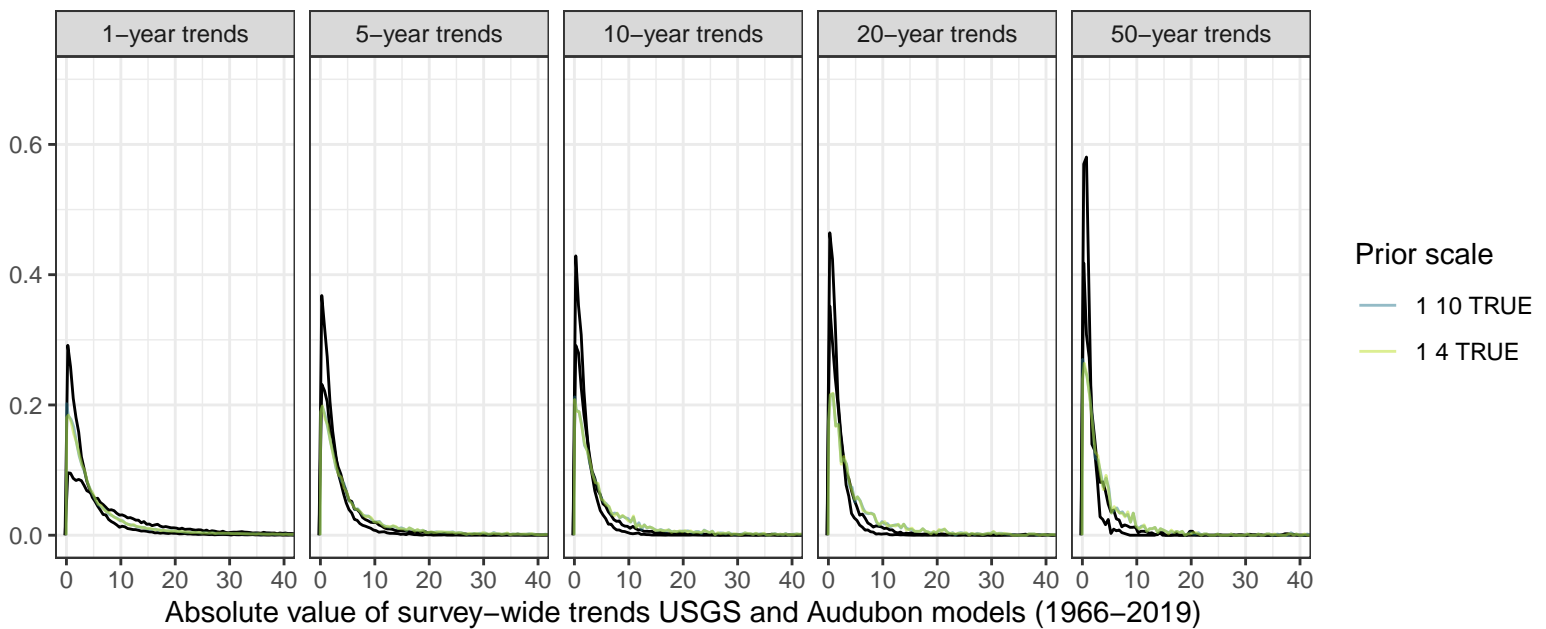 1−year trends 5−year trends 10−year trends 20−year trends 50−year trends
0.6
0.4
0.2
0.0
0 10 20 30 40 0 10 20 30 40 0 10 20 30 40 0 10 20 30 40 0 10 20 30 40
Absolute value of survey−wide trends USGS and Audubon models (1966−2019)
Prior scale
1 10 TRUE
1 4 TRUE